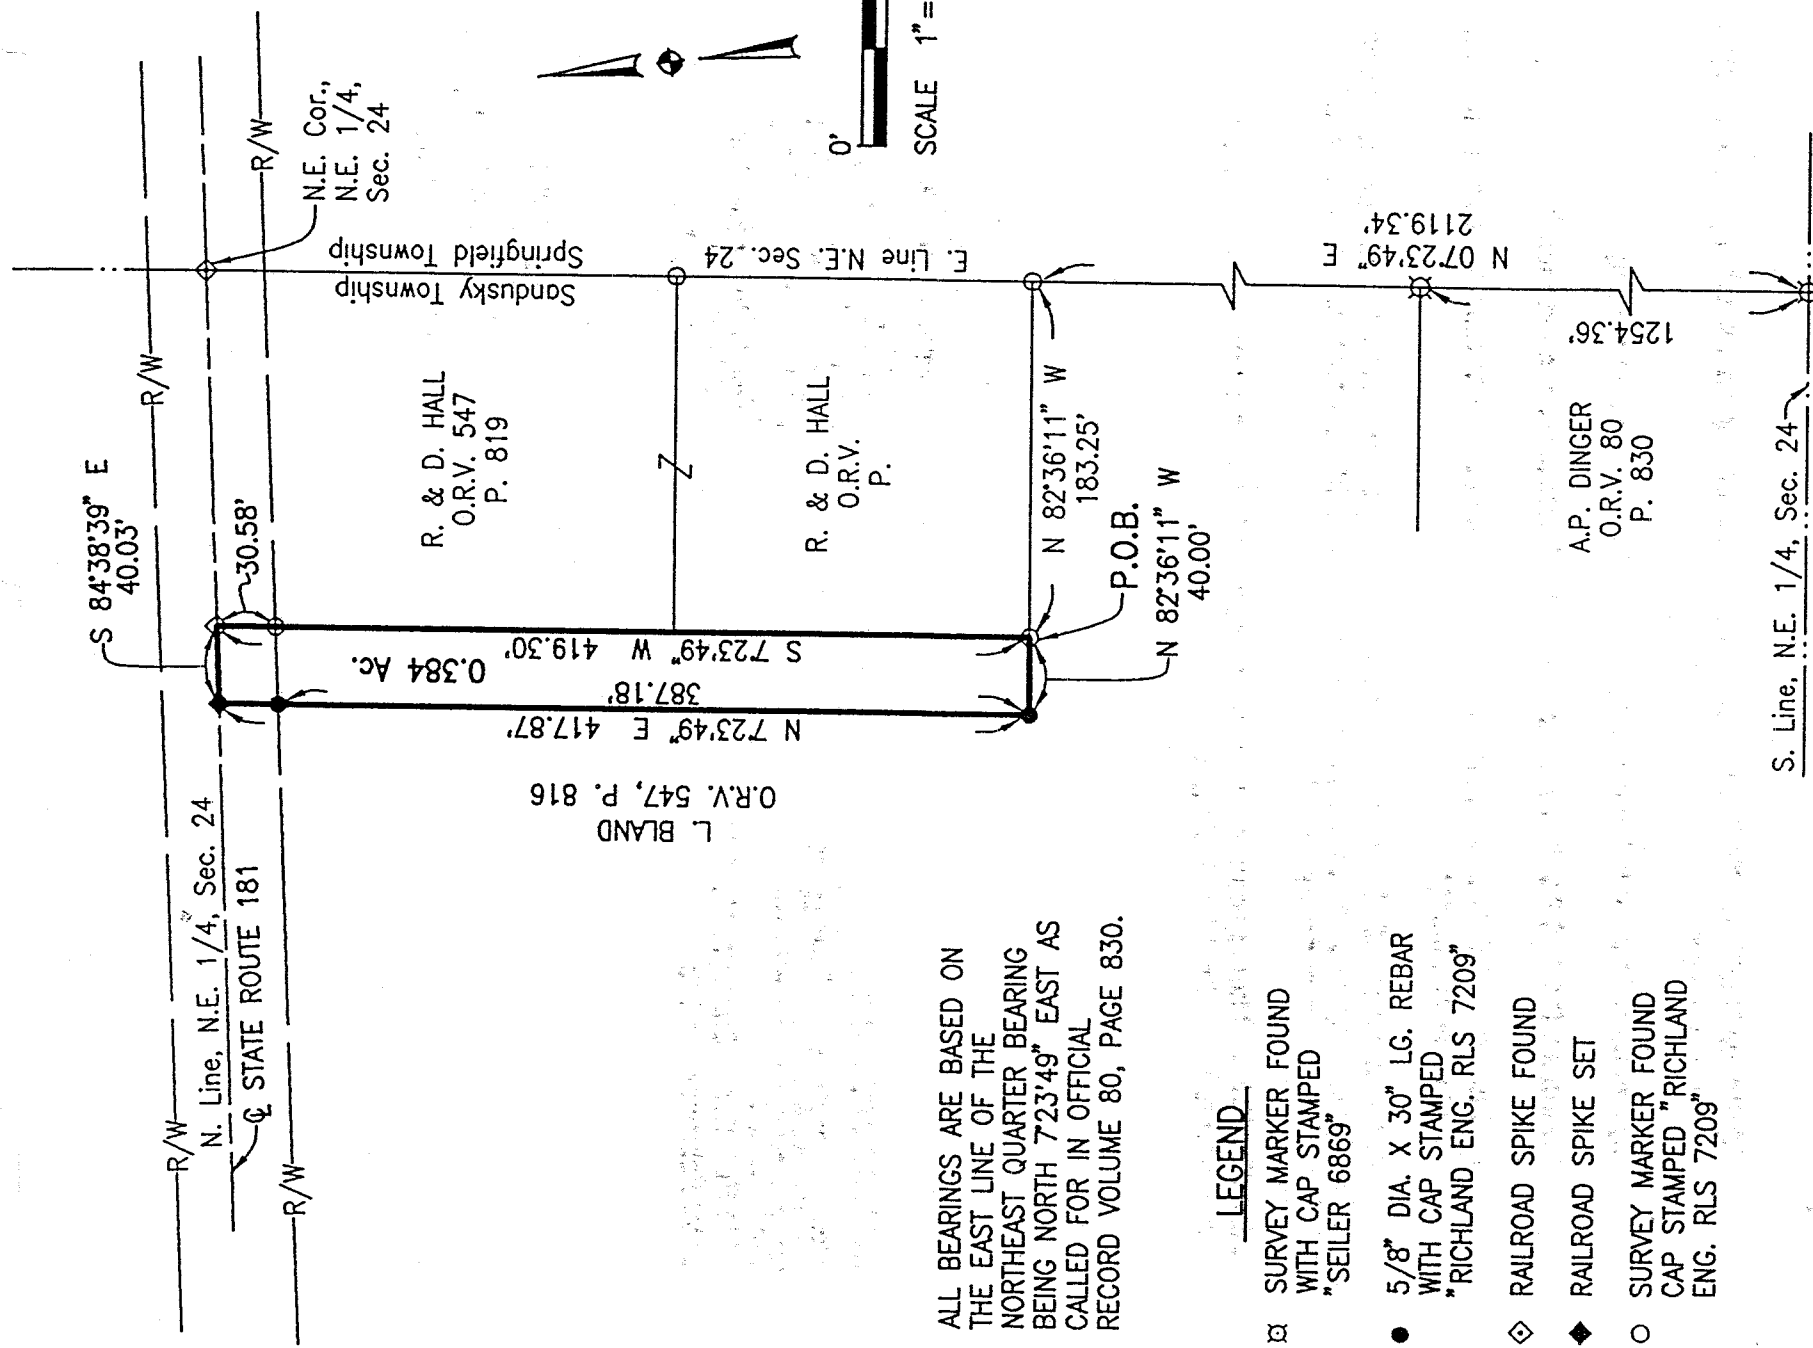 R/W
R/W
R/W
R/W
R/W
N.E. Cor.,
N.E. 1/4,
Sec. 24
0'
SCALE 1"=
Springfield Township
Sandusky Township
E. Line N.E. Sec. 24
S 84°38'39" E
40.03'
30.58'
R. & D. HALL
O.R.V. 547
P. 819
R. & D. HALL
O.R.V.
P.
N 82°36'11" W
183.25'
P.O.B.
N 82°36'11" W
40.00'
N 07°23'49" E
2119.34'
1254.36'
A.P. DINGER
O.R.V. 80
P. 830
S. Line, N.E. 1/4, Sec. 24
S 7°23'49" W 419.30'
0.384 Ac.
387.18'
N 7°23'49" E 417.87'
L. BLAND
O.R.V. 547, P. 816
N. Line, N.E. 1/4, Sec. 24
℄ STATE ROUTE 181
ALL BEARINGS ARE BASED ON
THE EAST LINE OF THE
NORTHEAST QUARTER BEARING
BEING NORTH 7°23'49" EAST AS
CALLED FOR IN OFFICIAL
RECORD VOLUME 80, PAGE 830.
LEGEND
SURVEY MARKER FOUND
WITH CAP STAMPED
"SEILER 6869"
5/8" DIA. X 30" LG. REBAR
WITH CAP STAMPED
"RICHLAND ENG. RLS 7209"
RAILROAD SPIKE FOUND
RAILROAD SPIKE SET
SURVEY MARKER FOUND
CAP STAMPED "RICHLAND
ENG. RLS 7209"